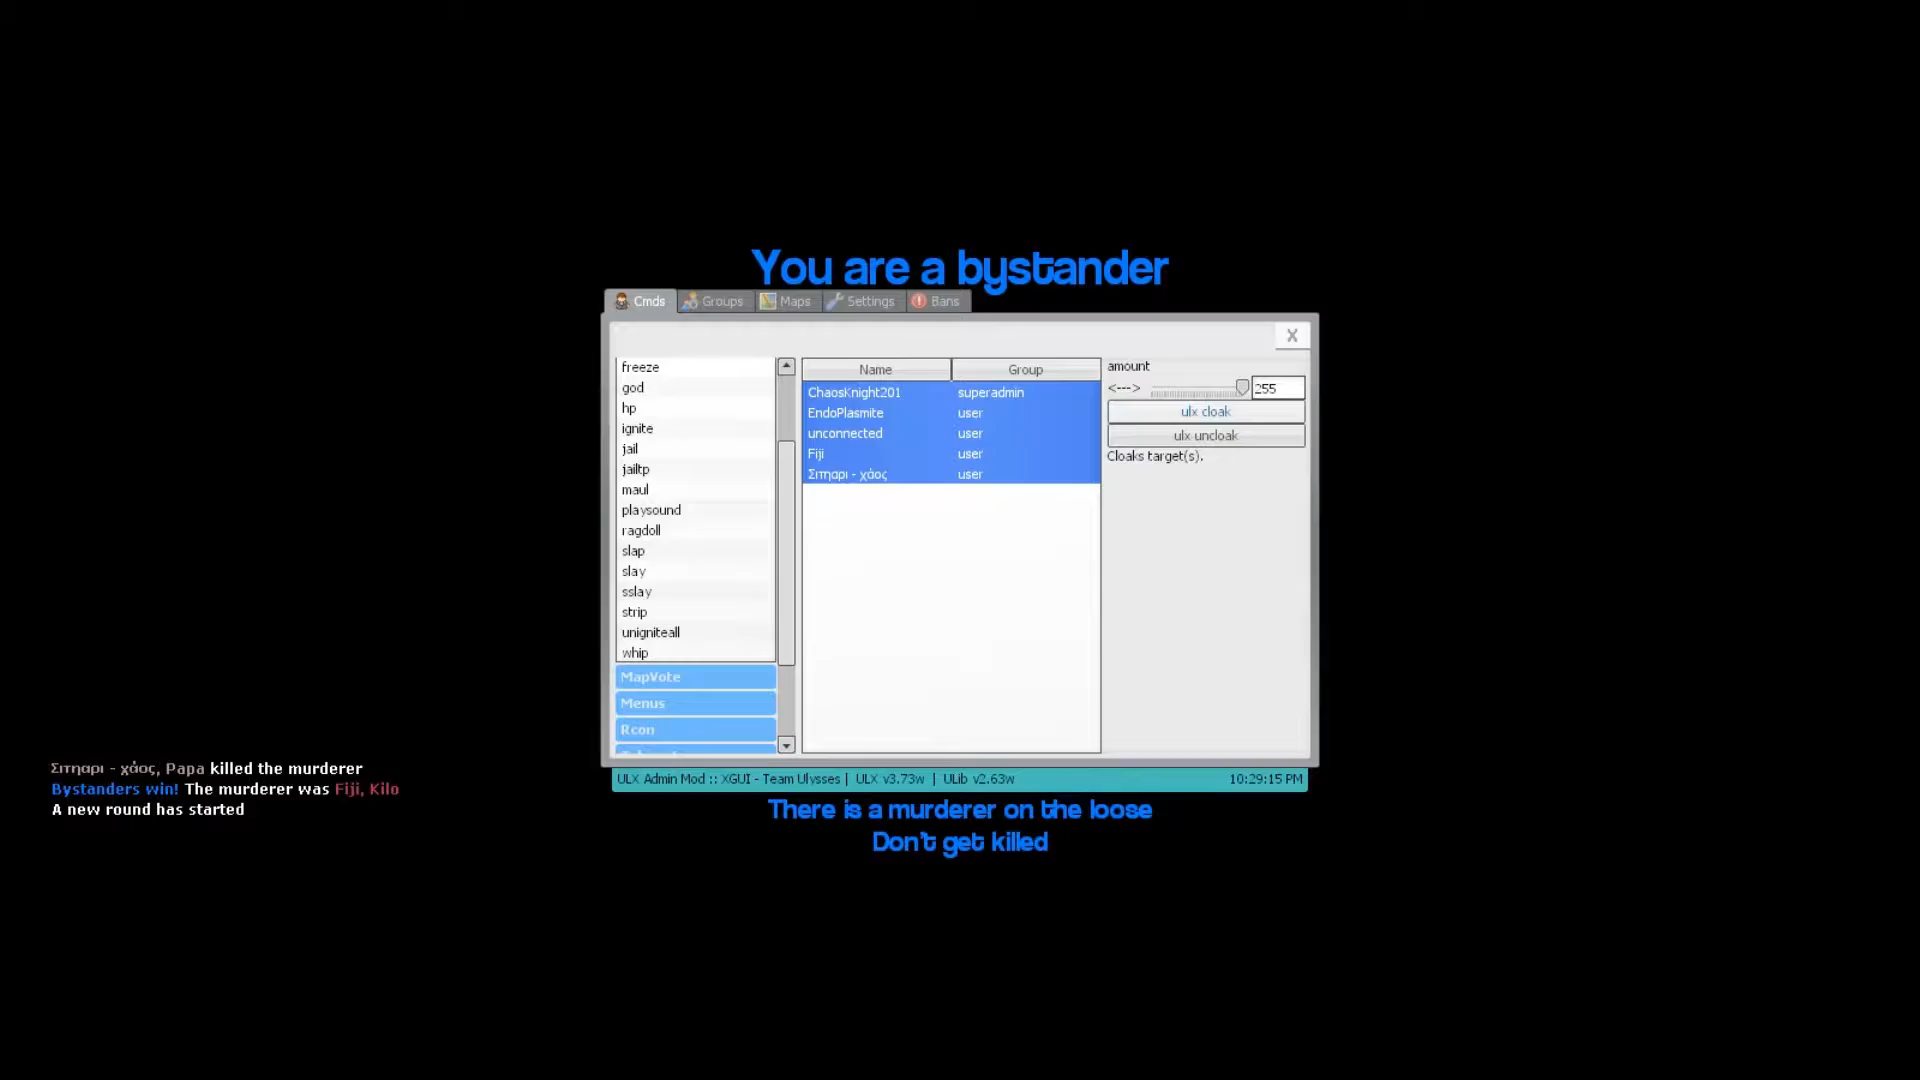 You are a bystander
Cmds Groups Maps Settings Bans
X
freeze
god
hp
ignite
jail
jailtp
maul
playsound
ragdoll
slap
slay
sslay
strip
unigniteall
whip
MapVote
Menus
Rcon
Name Group
ChaosKnight201 superadmin
EndoPlasmite user
unconnected user
Fiji user
Σιτηαρι - χάος user
amount
<---> 255
ulx cloak
ulx uncloak
Cloaks target(s).
ULX Admin Mod :: XGUI - Team Ulysses | ULX v3.73w | ULib v2.63w 10:29:15 PM
Σιτηαρι - χάος, Papa killed the murderer
Bystanders win! The murderer was Fiji, Kilo
A new round has started
There is a murderer on the loose
Don't get killed